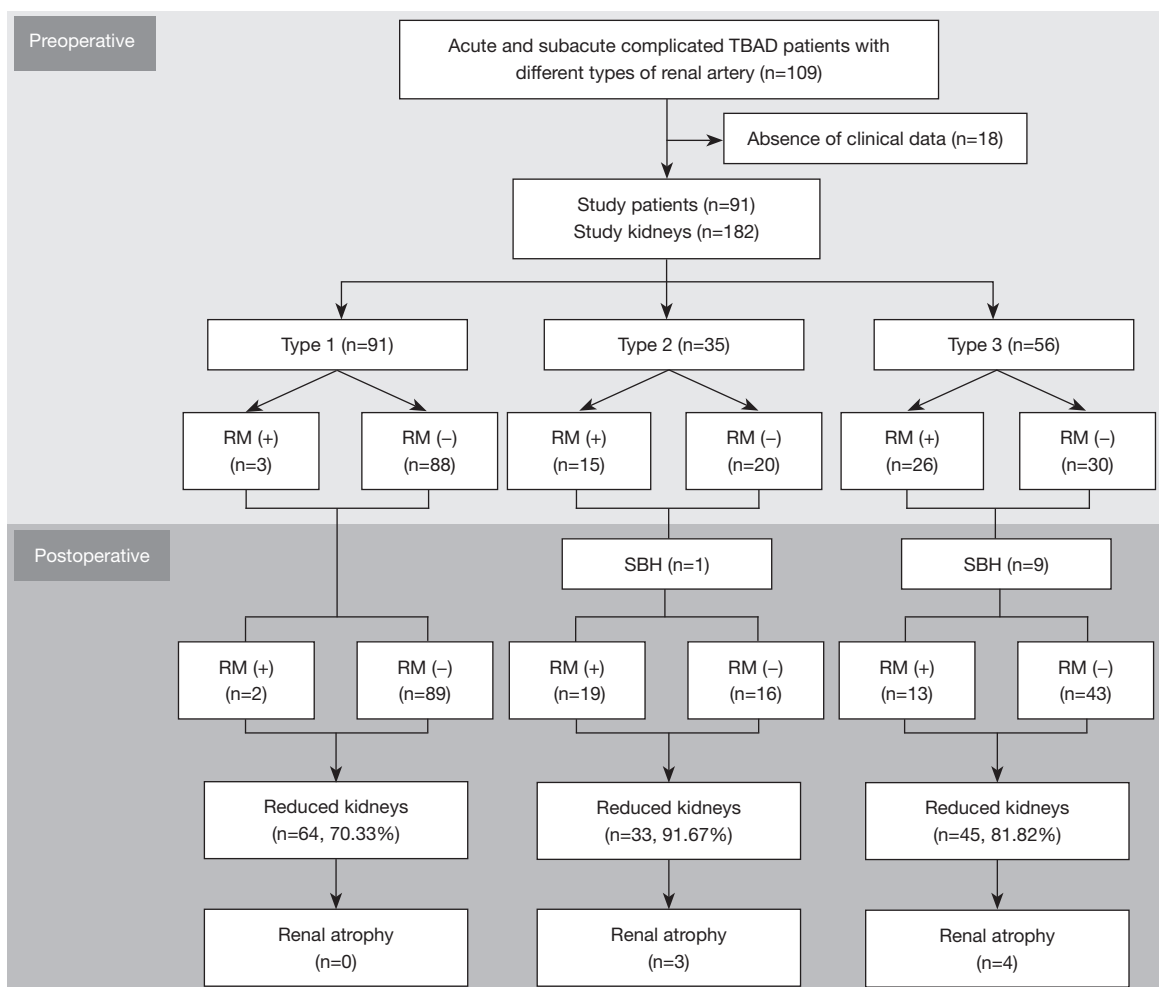 Preoperative
Acute and subacute complicated TBAD patients with
different types of renal artery (n=109)
Absence of clinical data (n=18)
Study patients (n=91)
Study kidneys (n=182)
Type 1 (n=91)
Type 2 (n=35)
Type 3 (n=56)
RM (+)
(n=3)
RM (–)
(n=88)
RM (+)
(n=15)
RM (–)
(n=20)
RM (+)
(n=26)
RM (–)
(n=30)
Postoperative
SBH (n=1)
SBH (n=9)
RM (+)
(n=2)
RM (–)
(n=89)
RM (+)
(n=19)
RM (–)
(n=16)
RM (+)
(n=13)
RM (–)
(n=43)
Reduced kidneys
(n=64, 70.33%)
Reduced kidneys
(n=33, 91.67%)
Reduced kidneys
(n=45, 81.82%)
Renal atrophy
(n=0)
Renal atrophy
(n=3)
Renal atrophy
(n=4)